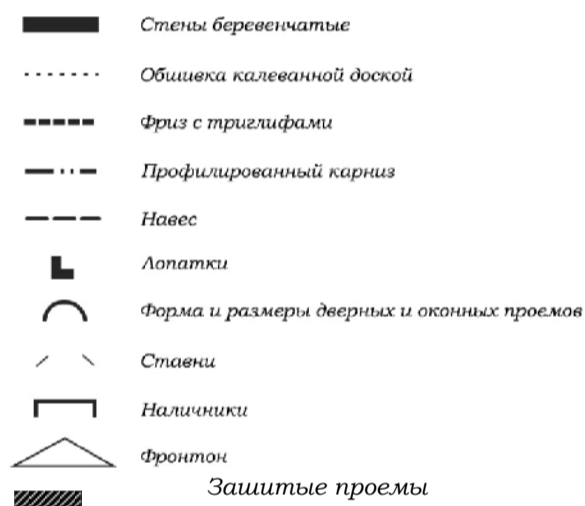 Стены беревенчатые
Обшивка калеванной доской
Фриз с триглифами
Профилированный карниз
Навес
Лопатки
Форма и размеры дверных и оконных проемов
Ставни
Наличники
Фронтон
Зашитые проемы